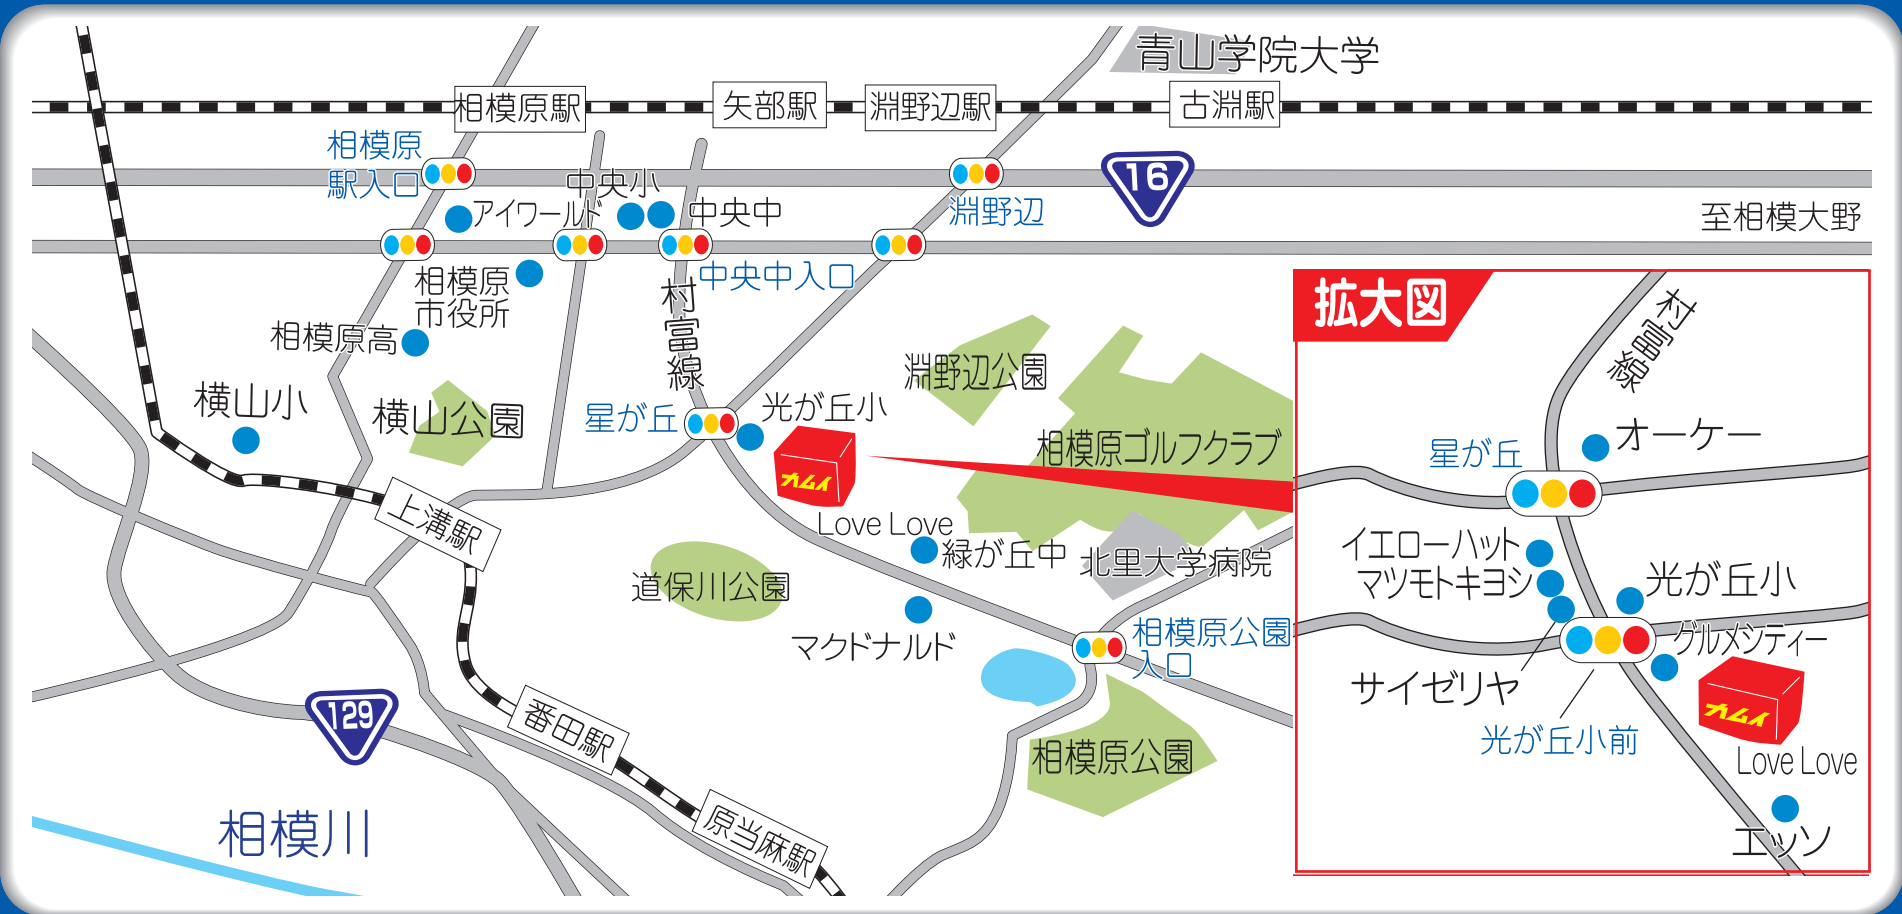 青山学院大学
相模原駅
矢部駅
淵野辺駅
古淵駅
相模原
駅入口
中央小
16
アイワールド
中央中
淵野辺
至相模大野
相模原
市役所
中央中入口
村富線
相模原高
横山小
横山公園
星が丘
光が丘小
カムイ
淵野辺公園
相模原ゴルフクラブ
上溝駅
Love Love
緑が丘中
北里大学病院
道保川公園
マクドナルド
相模原公園
入口
129
番田駅
相模原公園
原当麻駅
相模川
拡大図
村富線
オーケー
星が丘
イエローハット
マツモトキヨシ
光が丘小
グルメシティー
サイゼリヤ
カムイ
光が丘小前
Love Love
エッソ